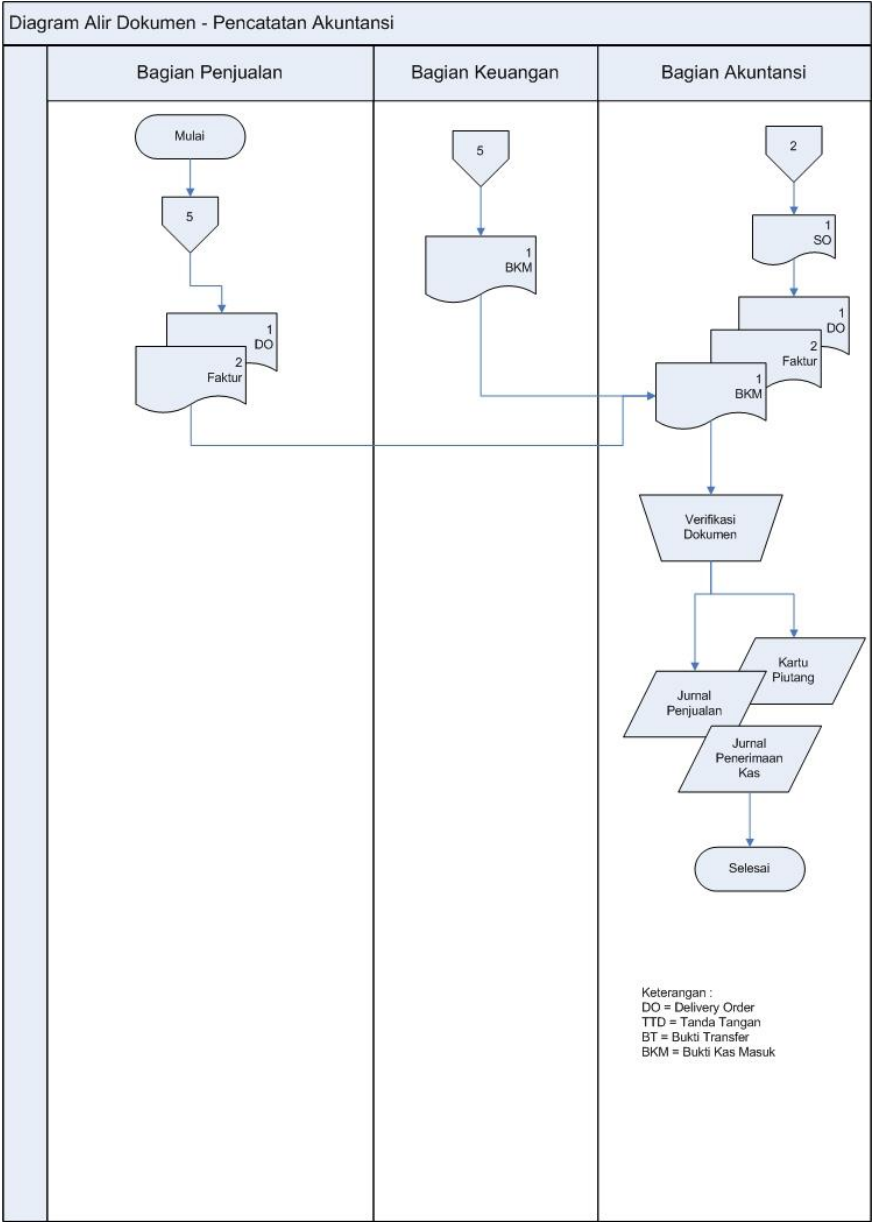 Diagram Alir Dokumen - Pencatatan Akuntansi
Bagian Penjualan
Bagian Keuangan
Bagian Akuntansi
Mulai
5
1
DO
2
Faktur
5
1
BKM
2
1
SO
1
DO
2
Faktur
1
BKM
Verifikasi
Dokumen
Kartu
Piutang
Jurnal
Penjualan
Jurnal
Penerimaan
Kas
Selesai
Keterangan :
DO = Delivery Order
TTD = Tanda Tangan
BT = Bukti Transfer
BKM = Bukti Kas Masuk